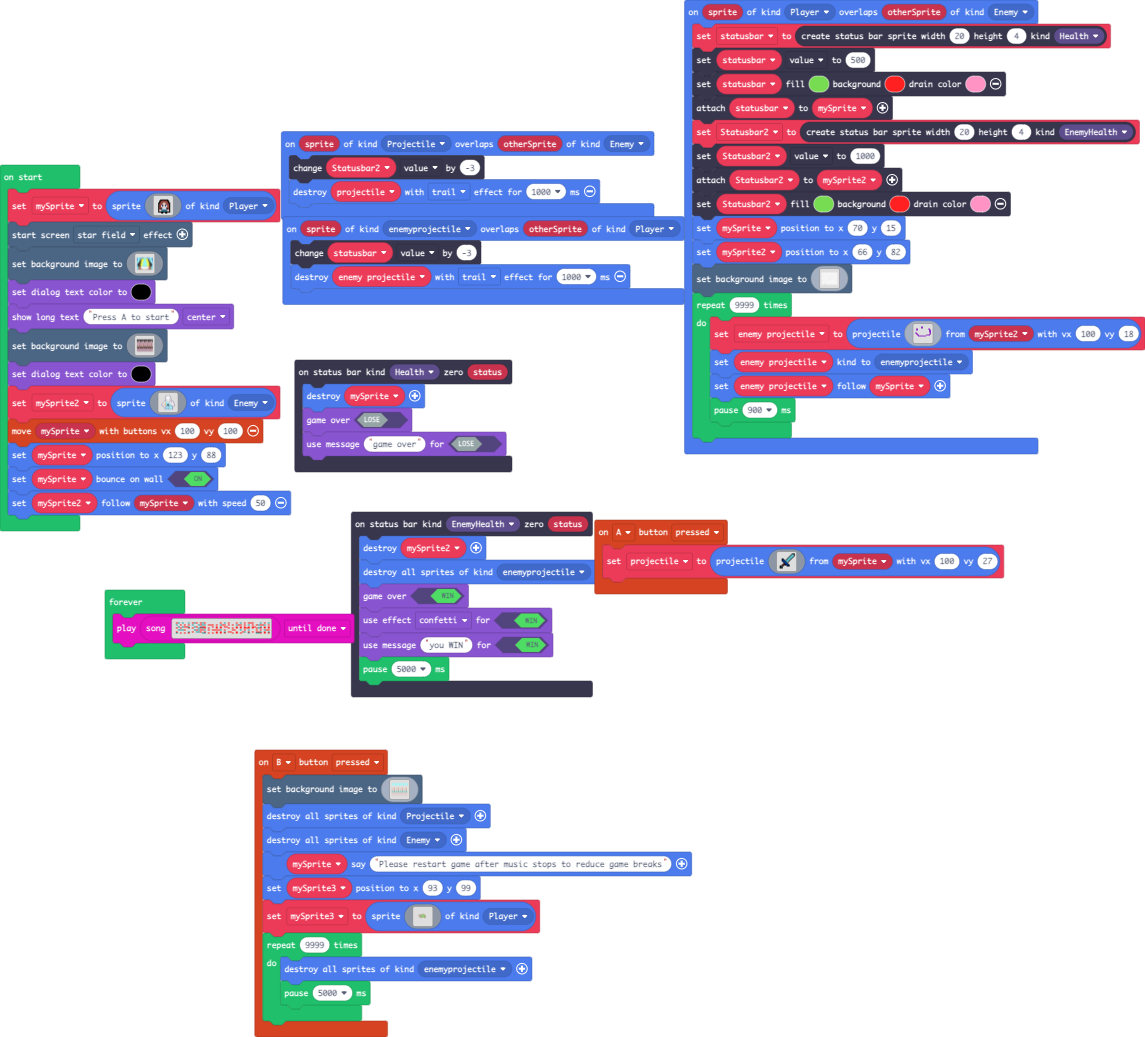 on start
set mySprite to sprite of kind Player
start screen star field effect
set background image to
set dialog text color to
show long text "Press A to start" center
set background image to
set dialog text color to
set mySprite2 to sprite of kind Enemy
move mySprite with buttons vx 100 vy 100
set mySprite position to x 123 y 88
set mySprite bounce on wall ON
set mySprite2 follow mySprite with speed 50
on sprite of kind Projectile overlaps otherSprite of kind Enemy
change Statusbar2 value by -3
destroy projectile with trail effect for 1000 ms
on sprite of kind enemyprojectile overlaps otherSprite of kind Player
change statusbar value by -3
destroy enemy projectile with trail effect for 1000 ms
on sprite of kind Player overlaps otherSprite of kind Enemy
set statusbar to create status bar sprite width 20 height 4 kind Health
set statusbar value to 500
set statusbar fill background drain color
attach statusbar to mySprite
set Statusbar2 to create status bar sprite width 20 height 4 kind EnemyHealth
set Statusbar2 value to 1000
attach Statusbar2 to mySprite2
set Statusbar2 fill background drain color
set mySprite position to x 70 y 15
set mySprite2 position to x 66 y 82
set background image to
repeat 9999 times
do
set enemy projectile to projectile from mySprite2 with vx 100 vy 18
set enemy projectile kind to enemyprojectile
set enemy projectile follow mySprite
pause 900 ms
on status bar kind Health zero status
destroy mySprite
game over LOSE
use message "game over" for LOSE
on status bar kind EnemyHealth zero status
destroy mySprite2
destroy all sprites of kind enemyprojectile
game over WIN
use effect confetti for WIN
use message "you WIN" for WIN
pause 5000 ms
on A button pressed
set projectile to projectile from mySprite with vx 100 vy 27
forever
play song until done
on B button pressed
set background image to
destroy all sprites of kind Projectile
destroy all sprites of kind Enemy
mySprite say "Please restart game after music stops to reduce game breaks"
set mySprite3 position to x 93 y 99
set mySprite3 to sprite of kind Player
repeat 9999 times
do
destroy all sprites of kind enemyprojectile
pause 5000 ms